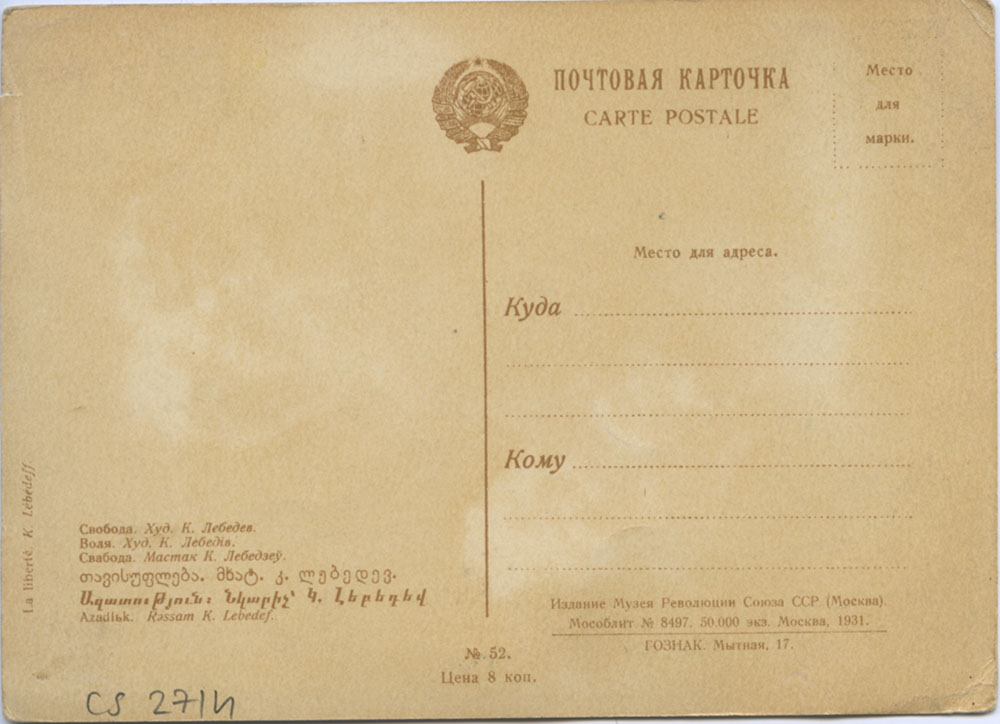 ПОЧТОВАЯ КАРТОЧКА
CARTE POSTALE
Место
для
марки.
Место для адреса.
Куда
Кому
La liberté. K. Lebedeff.
Свобода. Худ. К. Лебедев.
Воля. Худ. К. Лебедів.
Свабода. Мастак К. Лебедзеў.
თავისუფლება. მხატ. კ. ლებედევ.
Ազատություն: Նկարիչ՝ Կ. Լեբեդեվ
Azadlьk. Rəssam K. Lebedef.
Издание Музея Революции Союза ССР (Москва).
Мособлит № 8497. 50.000 экз. Москва, 1931.
ГОЗНАК. Мытная, 17.
№ 52.
Цена 8 коп.
CS 271